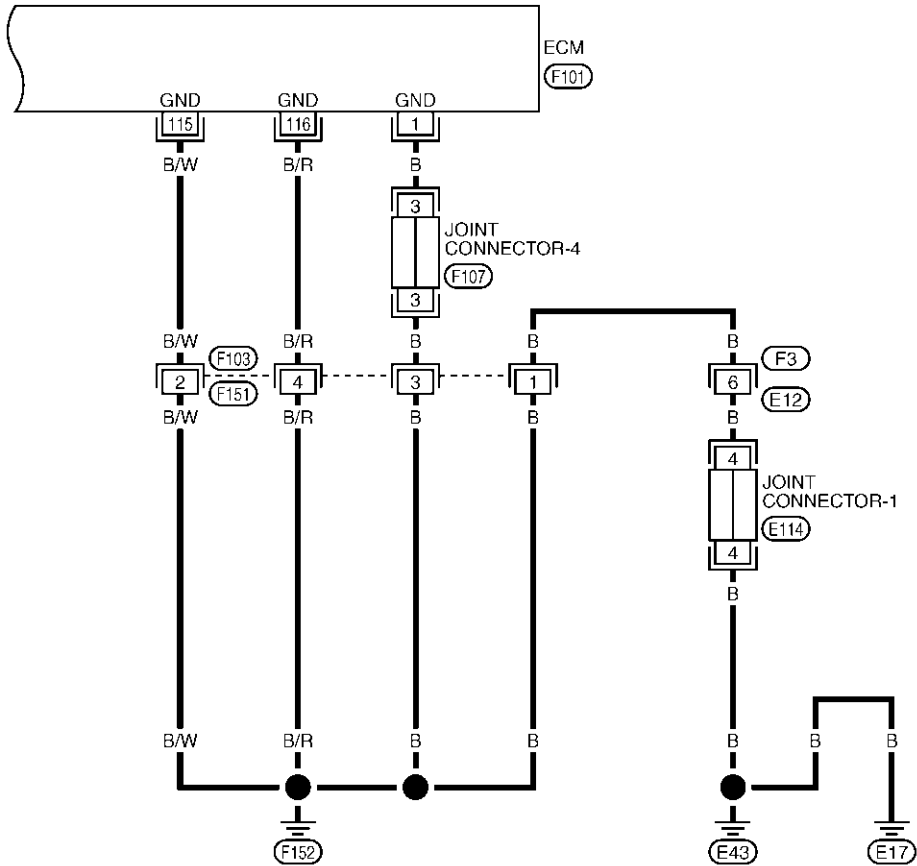 ECM
F101
GND GND GND
115 116 1
B/W B/R B
3
JOINT
CONNECTOR-4
F107
3
B/W B/R B B B
F103 F3
2 4 3 1 6
F151 E12
B/W B/R B B B
4
JOINT
CONNECTOR-1
E114
4
B
B/W B/R B B B B B
F152 E43 E17